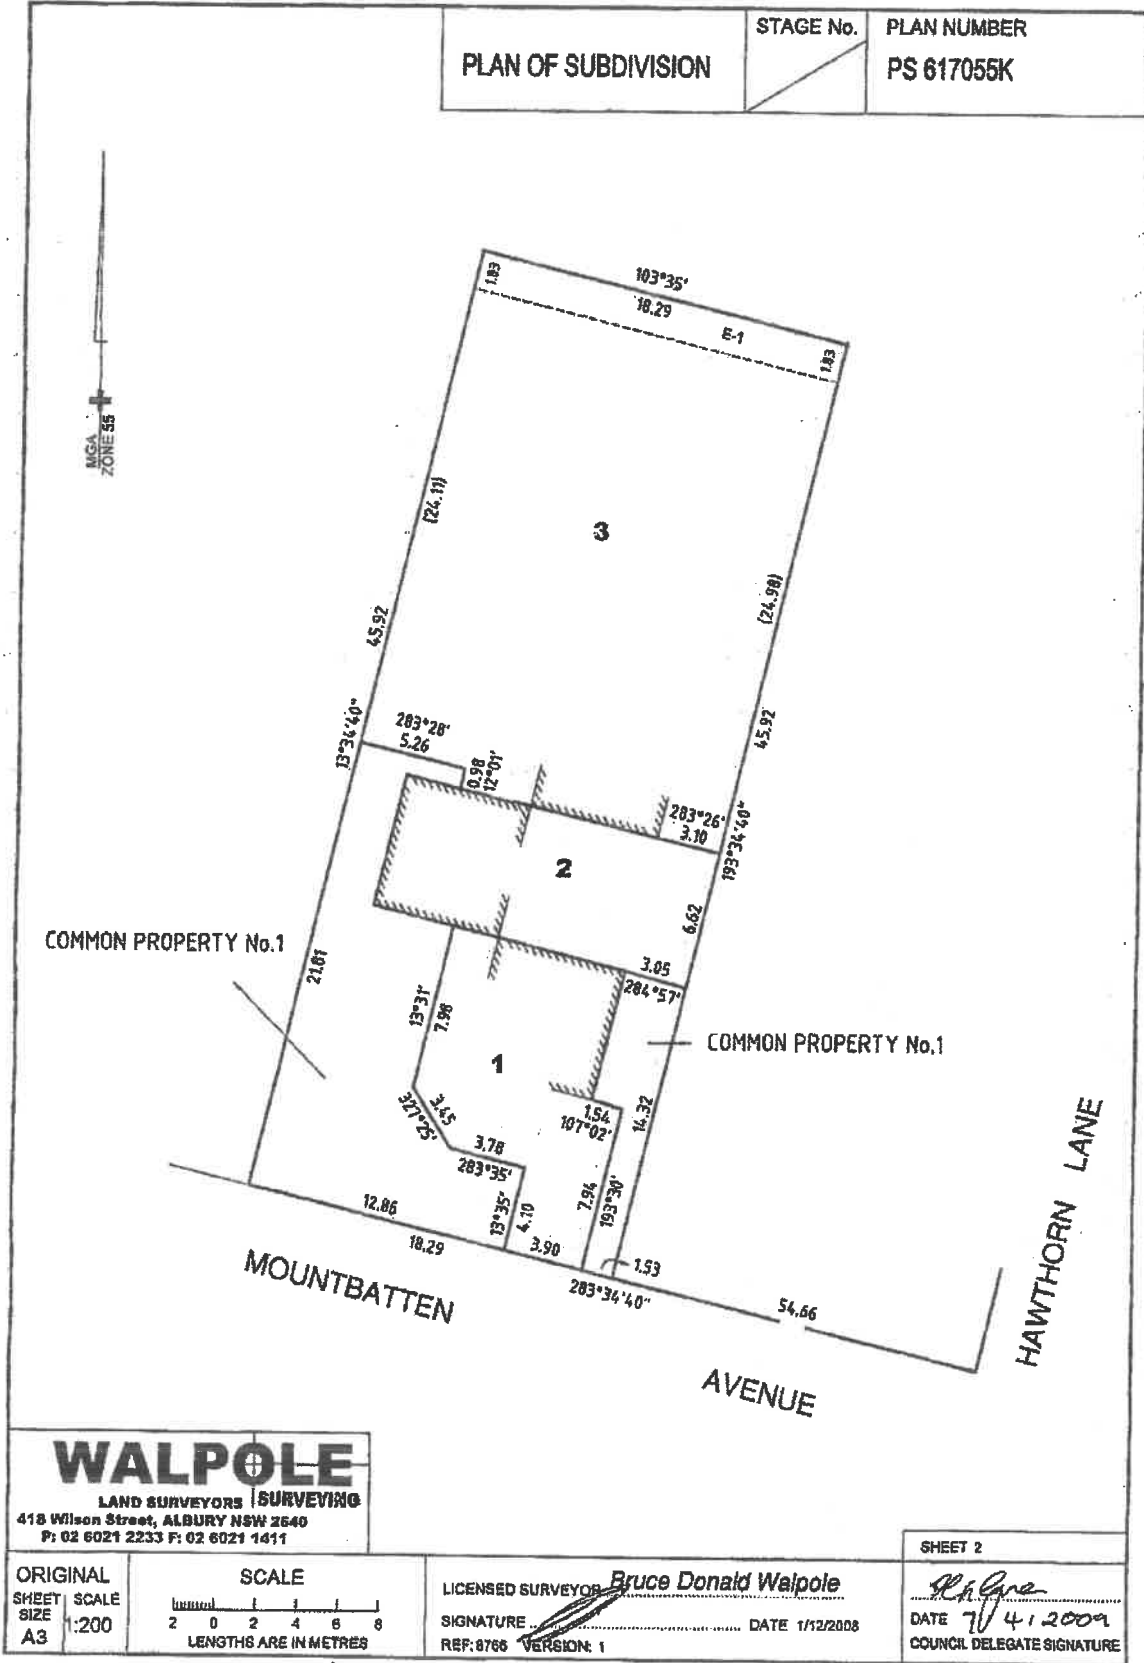 PLAN OF SUBDIVISION
STAGE No.
PLAN NUMBER
PS 617055K
MGA
ZONE 55
103°35'
18.29
1.83
E-1
1.83
(24.11)
3
(24.98)
45.92
45.92
13°34'40"
283°28'
5.26
0.98
12°01'
283°26'
3.10
193°34'40"
2
6.62
COMMON PROPERTY No.1
21.81
3.05
284°57'
13°31'
7.98
COMMON PROPERTY No.1
1
3.45
327°25'
1.54
107°02'
14.32
3.78
283°35'
13°35'
4.10
7.94
193°30'
12.86
18.29
3.90
1.53
283°34'40"
54.66
MOUNTBATTEN
AVENUE
HAWTHORN LANE
WALPOLE
LAND SURVEYORS SURVEYING
418 Wilson Street, ALBURY NSW 2640
P: 02 6021 2233 F: 02 6021 1411
SHEET 2
ORIGINAL
SHEET SIZE A3
SCALE 1:200
SCALE
2 0 2 4 6 8
LENGTHS ARE IN METRES
LICENSED SURVEYOR Bruce Donald Walpole
SIGNATURE DATE 1/12/2008
REF: 8766 VERSION: 1
DATE 7/4/2009
COUNCIL DELEGATE SIGNATURE